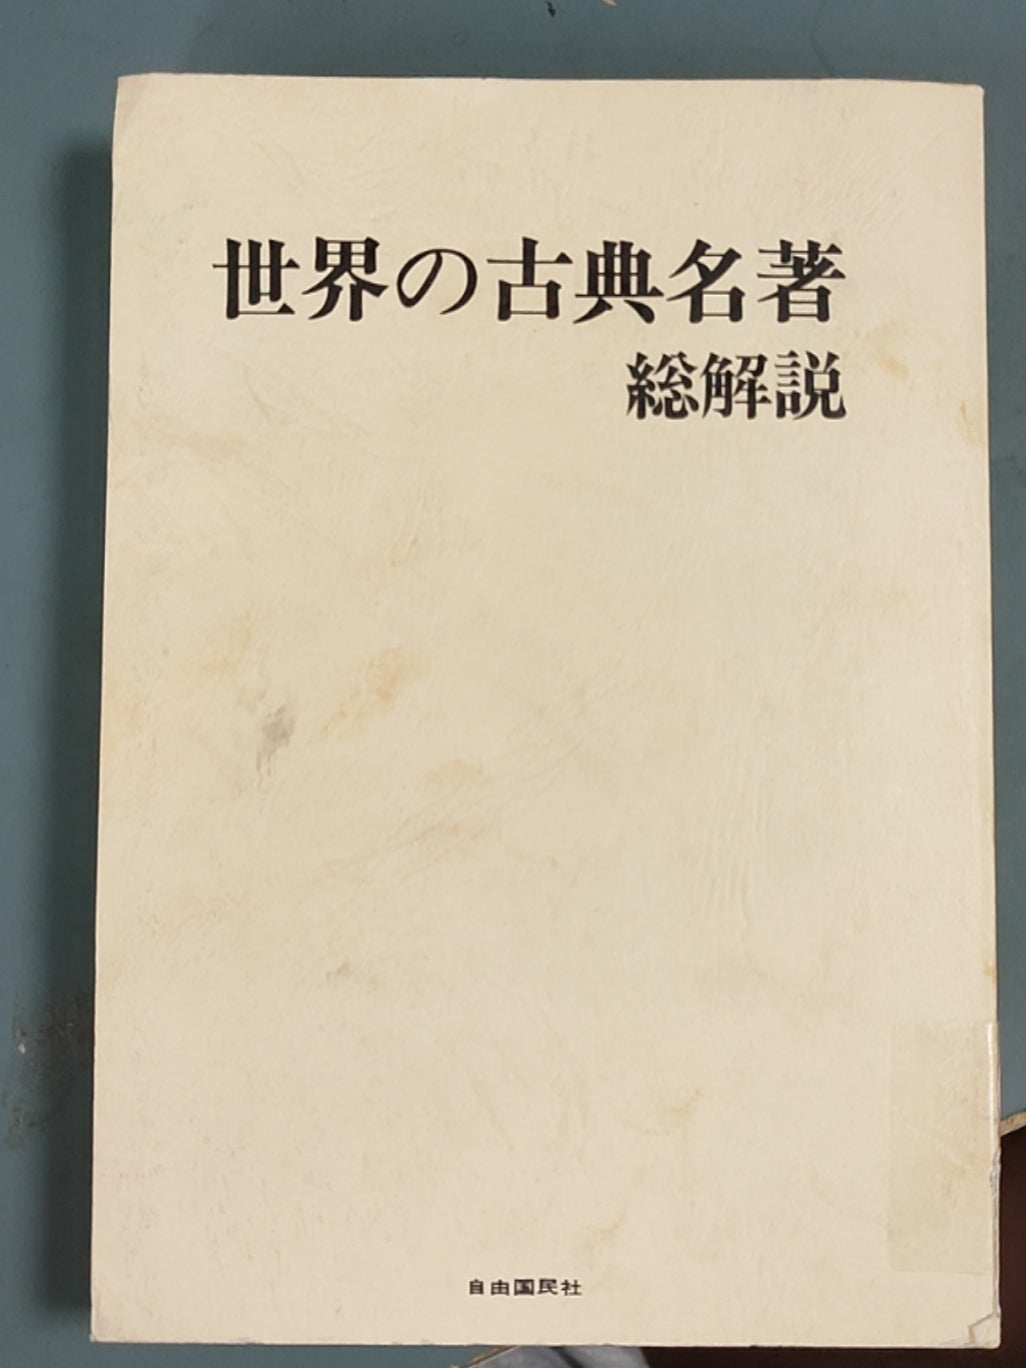 世界の古典名著
総解説
自由国民社